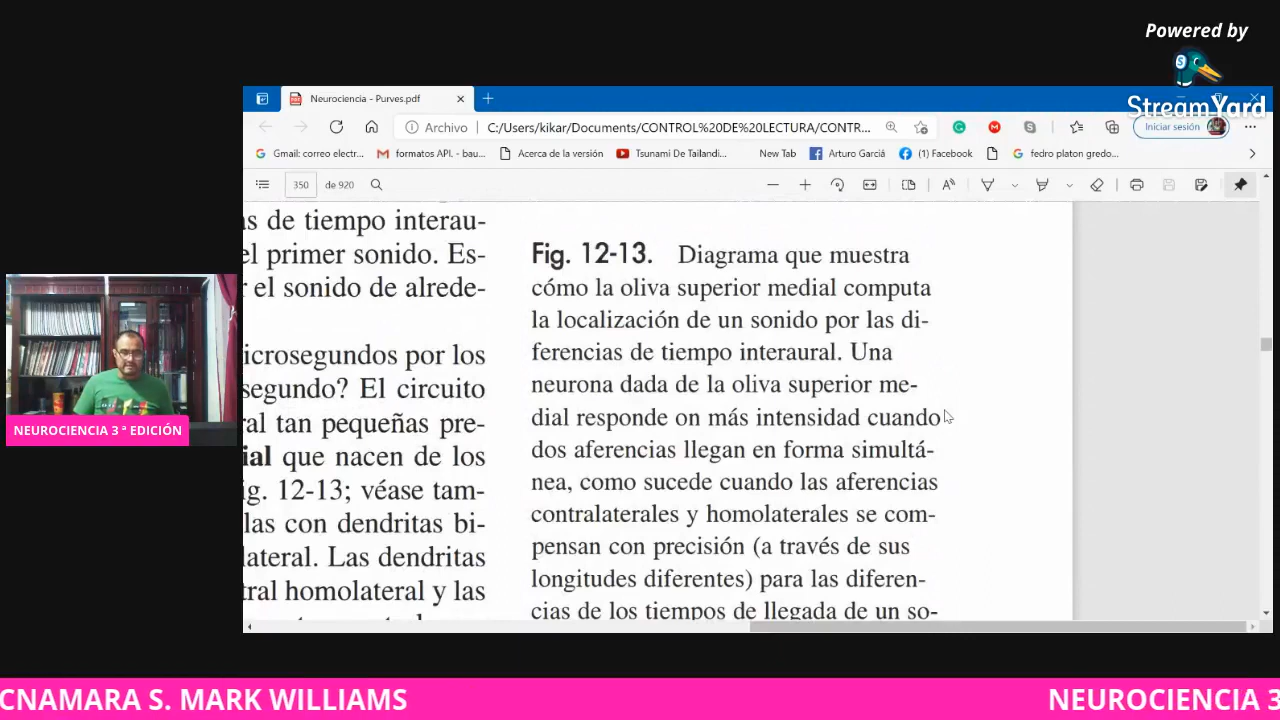 Powered by
StreamYard
Neurociencia - Purves.pdf
Archivo
C:/Users/kikar/Documents/CONTROL%20DE%20LECTURA/CONTR...
Iniciar sesión
Gmail: correo electr...
formatos API. - bau...
Acerca de la versión
Tsunami De Tailandi...
New Tab
Arturo Garciâ
(1) Facebook
fedro platon gredo...
350
de 920
as de tiempo interau-
el primer sonido. Es-
r el sonido de alrede-
icrosegundos por los
segundo? El circuito
ral tan pequeñas pre-
ial que nacen de los
ig. 12-13; véase tam-
las con dendritas bi-
lateral. Las dendritas
tral homolateral y las
Fig. 12-13. Diagrama que muestra
cómo la oliva superior medial computa
la localización de un sonido por las di-
ferencias de tiempo interaural. Una
neurona dada de la oliva superior me-
dial responde on más intensidad cuando
dos aferencias llegan en forma simultá-
nea, como sucede cuando las aferencias
contralaterales y homolaterales se com-
pensan con precisión (a través de sus
longitudes diferentes) para las diferen-
cias de los tiempos de llegada de un so-
NEUROCIENCIA 3 ª EDICIÓN
CNAMARA S. MARK WILLIAMS
NEUROCIENCIA 3